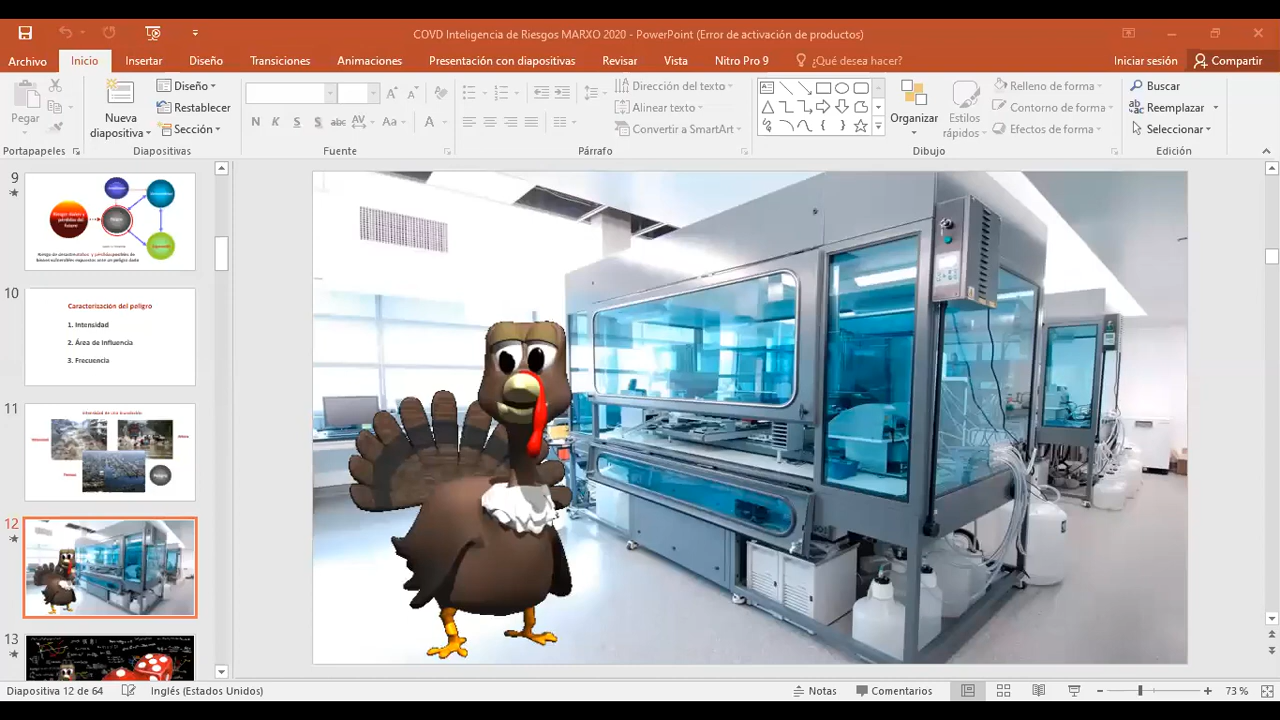 COVD Inteligencia de Riesgos MARXO 2020 - PowerPoint (Error de activación de productos)
Archivo Inicio Insertar Diseño Transiciones Animaciones Presentación con diapositivas Revisar Vista Nitro Pro 9 ¿Qué desea hacer? Iniciar sesión Compartir
Pegar
Nueva diapositiva
Diseño
Restablecer
Sección
N K S S abc AV Aa A
Dirección del texto
Alinear texto
Convertir a SmartArt
Organizar
Estilos rápidos
Relleno de forma
Contorno de forma
Efectos de forma
Buscar
Reemplazar
Seleccionar
Portapapeles Diapositivas Fuente Párrafo Dibujo Edición
9
10
Caracterización del peligro
1. Intensidad
2. Área de Influencia
3. Frecuencia
11
12
13
Diapositiva 12 de 64 Inglés (Estados Unidos) Notas Comentarios 73 %